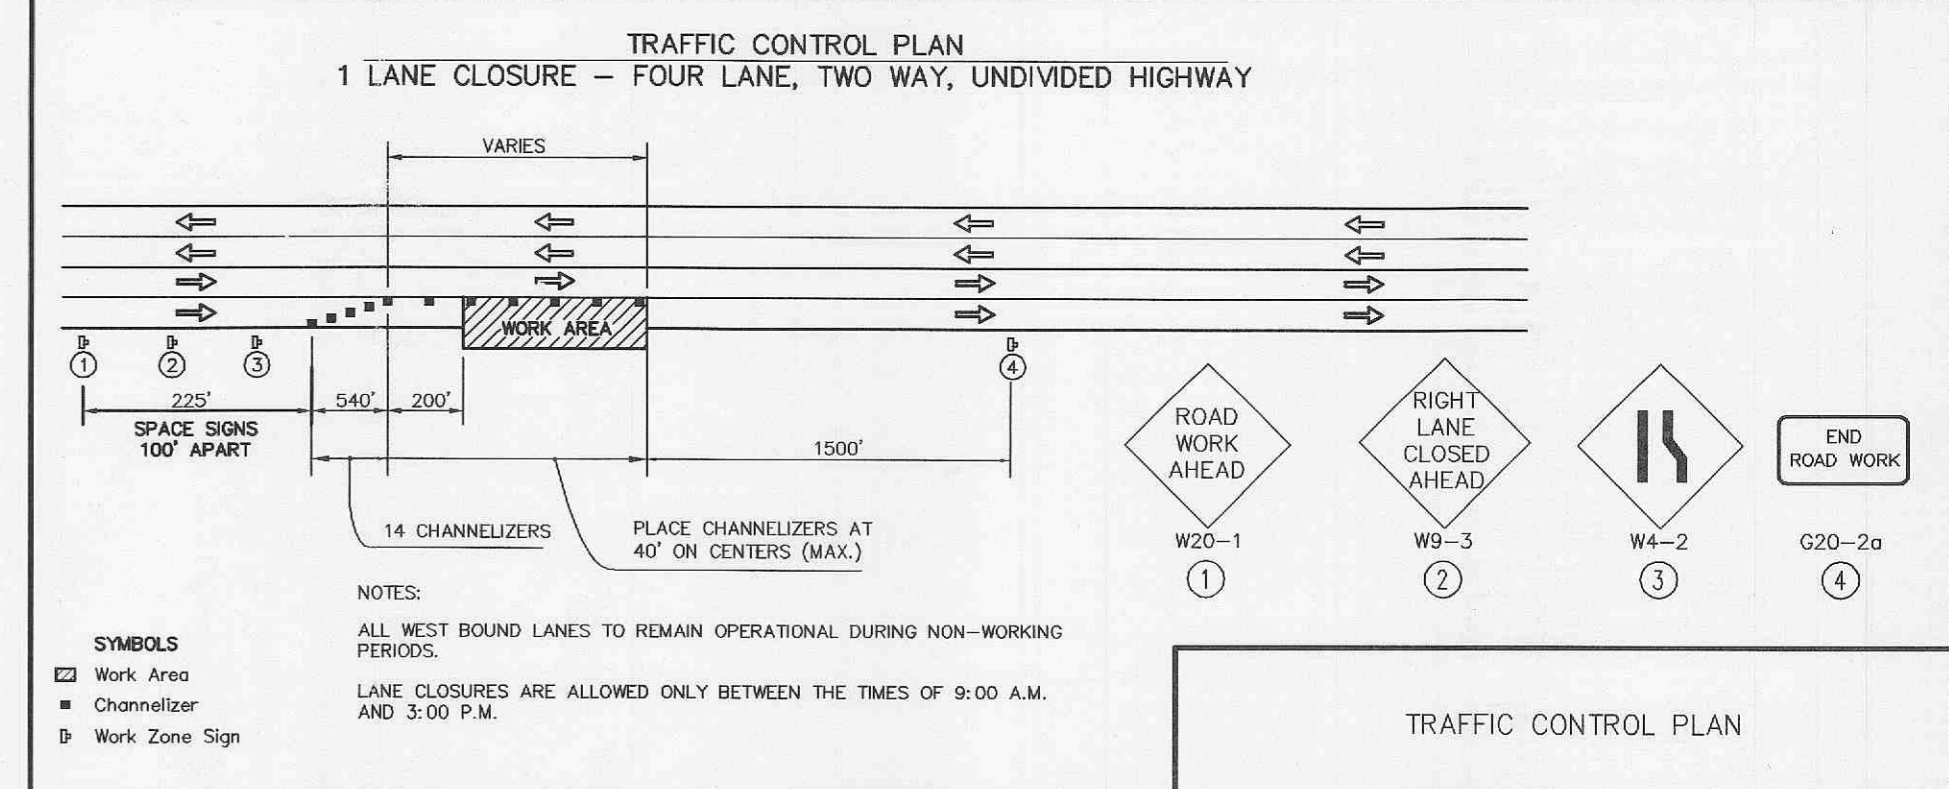 TRAFFIC CONTROL PLAN
1 LANE CLOSURE – FOUR LANE, TWO WAY, UNDIVIDED HIGHWAY
VARIES
WORK AREA
1
2
3
4
225'
540'
200'
SPACE SIGNS
100' APART
1500'
14 CHANNELIZERS
PLACE CHANNELIZERS AT
40' ON CENTERS (MAX.)
ROAD
WORK
AHEAD
W20–1
1
RIGHT
LANE
CLOSED
AHEAD
W9–3
2
W4–2
3
END
ROAD WORK
G20–2a
4
NOTES:
ALL WEST BOUND LANES TO REMAIN OPERATIONAL DURING NON–WORKING
PERIODS.
LANE CLOSURES ARE ALLOWED ONLY BETWEEN THE TIMES OF 9:00 A.M.
AND 3:00 P.M.
SYMBOLS
Work Area
Channelizer
Work Zone Sign
TRAFFIC CONTROL PLAN